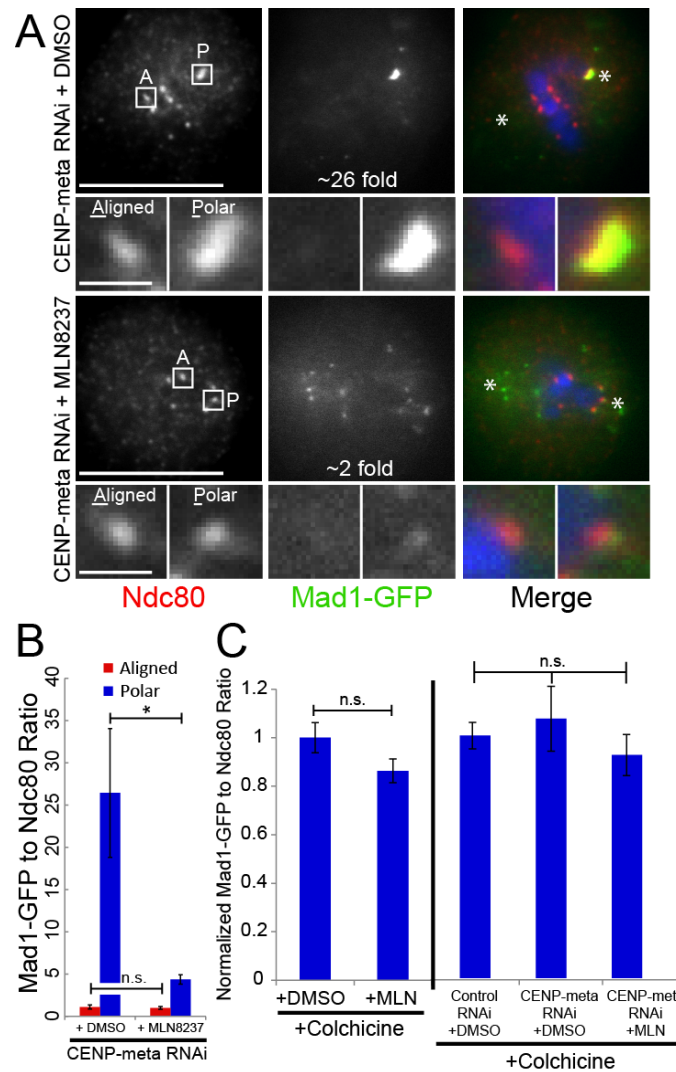 A
CENP-meta RNAi + DMSO
A
P
~26 fold
*
*
Aligned
Polar
CENP-meta RNAi + MLN8237
A
P
~2 fold
*
*
Aligned
Polar
Ndc80
Mad1-GFP
Merge
B
Aligned
Polar
Mad1-GFP to Ndc80 Ratio
40
35
30
25
20
15
10
5
0
*
n.s.
+ DMSO
+ MLN8237
CENP-meta RNAi
C
Normalized Mad1-GFP to Ndc80 Ratio
1.2
1
0.8
0.6
0.4
0.2
0
n.s.
n.s.
+DMSO
+MLN
+Colchicine
Control
RNAi
+DMSO
CENP-meta
RNAi
+DMSO
CENP-meta
RNAi
+MLN
+Colchicine